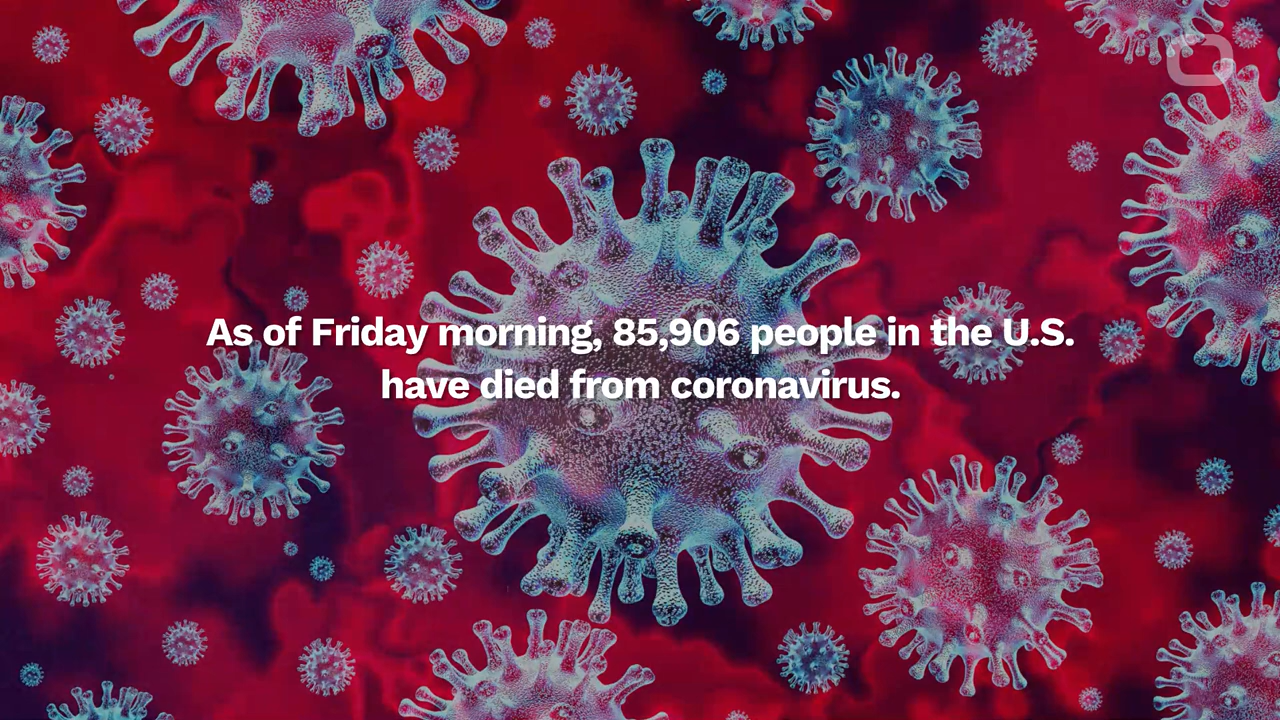 As of Friday morning, 85,906 people in the U.S.
have died from coronavirus.